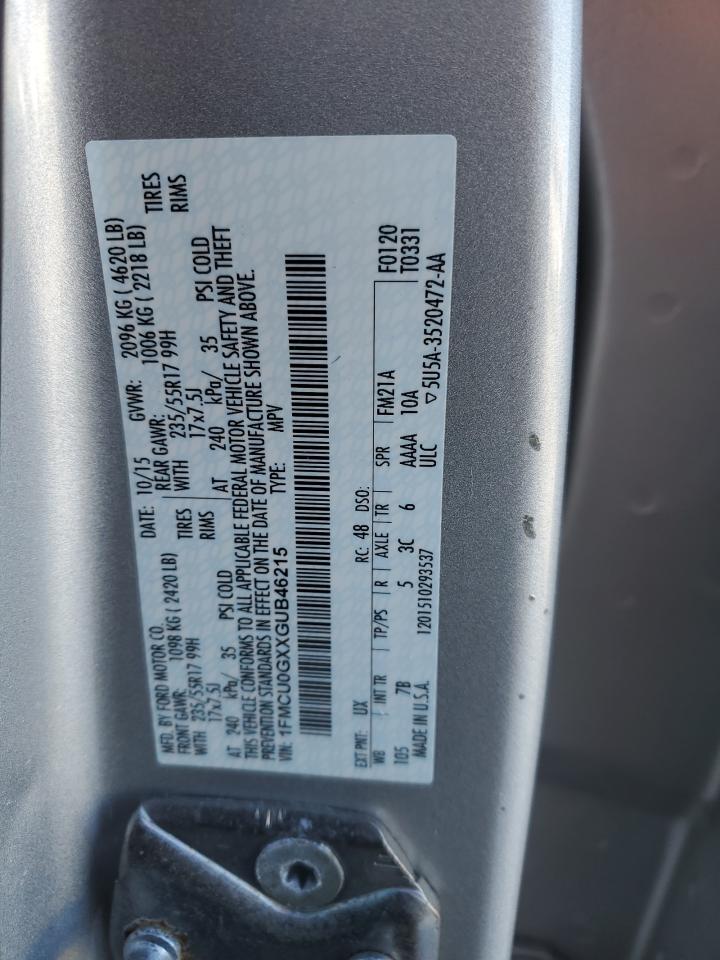 MFD. BY FORD MOTOR CO. DATE: 10/15 GVWR: 2096 KG ( 4620 LB)
FRONT GAWR: 1098 KG ( 2420 LB) REAR GAWR: 1006 KG ( 2218 LB)
WITH 235/55R17 99H TIRES WITH 235/55R17 99H TIRES
17x7.5J RIMS 17x7.5J RIMS
AT 240 kPa/ 35 PSI COLD AT 240 kPa/ 35 PSI COLD
THIS VEHICLE CONFORMS TO ALL APPLICABLE FEDERAL MOTOR VEHICLE SAFETY AND THEFT
PREVENTION STANDARDS IN EFFECT ON THE DATE OF MANUFACTURE SHOWN ABOVE.
VIN: 1FMCU0GXXGUB46215 TYPE: MPV
EXT PNT: UX RC: 48 DSO: F0120
WB INT TR TP/PS R AXLE TR SPR FM21A T0331
105 7B 5 3C 6 AAAA 10A
MADE IN U.S.A. 1201510293537 ULC ▽5U5A-3520472-AA